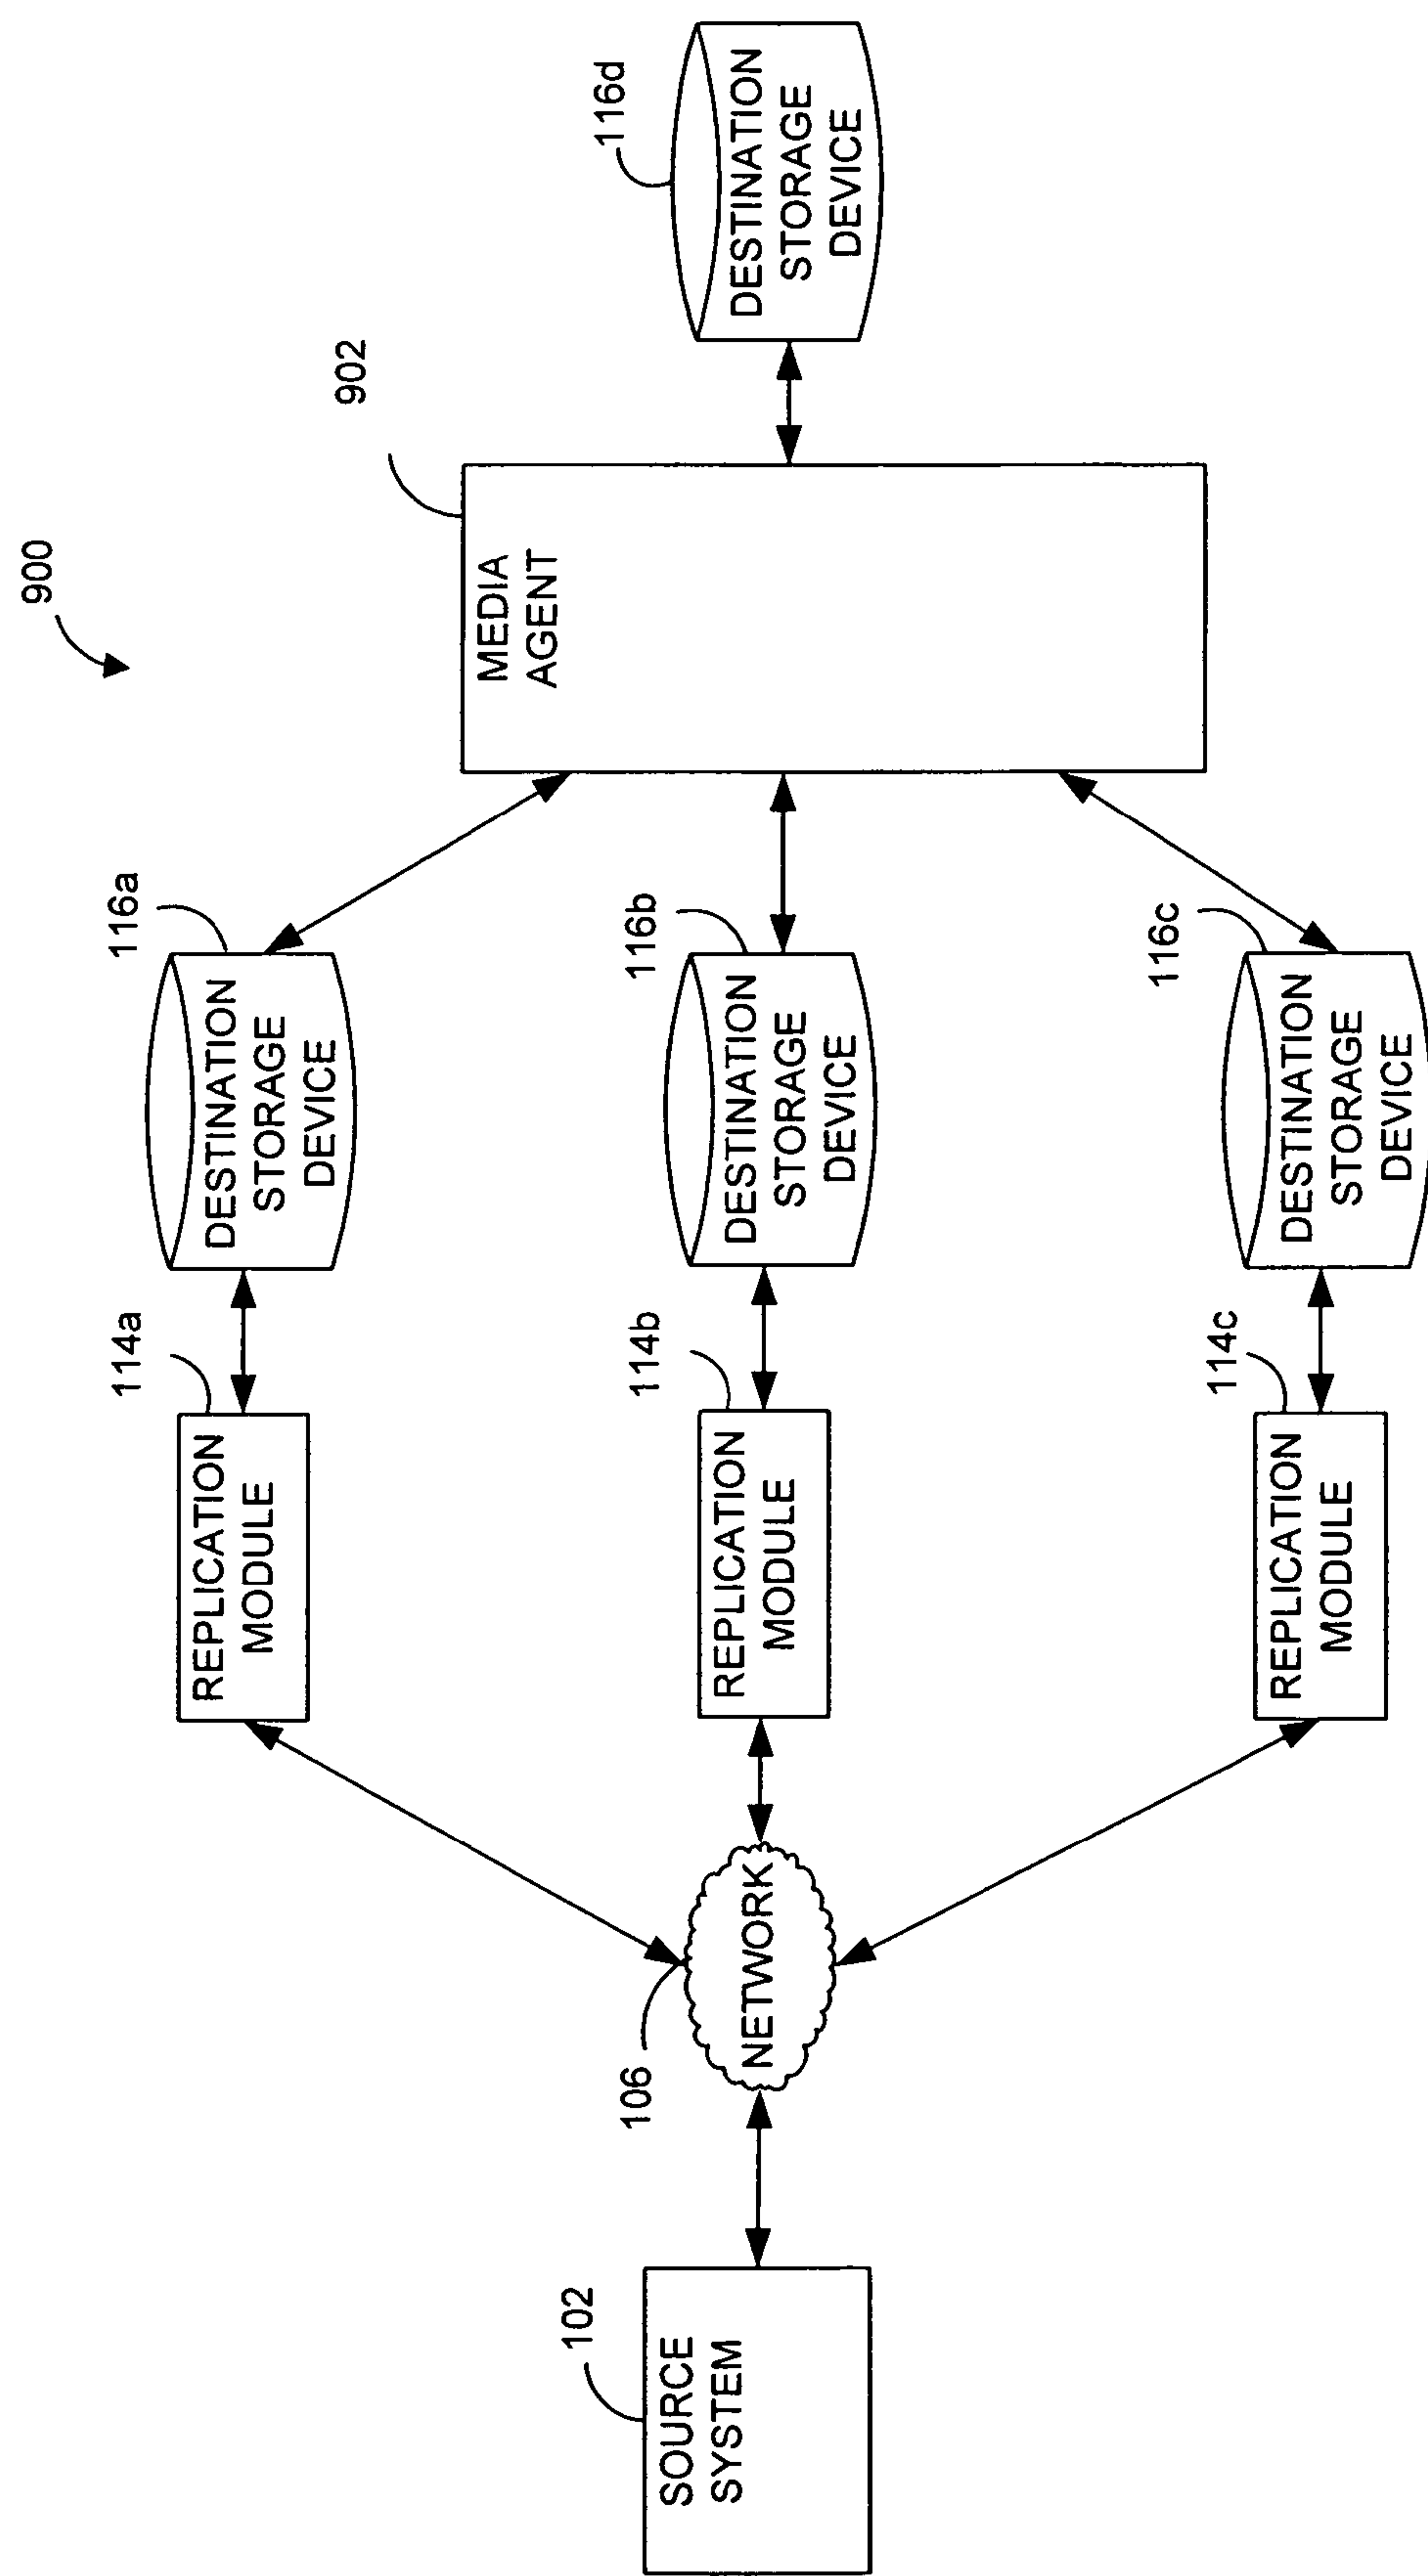 900
SOURCE
SYSTEM
102
NETWORK
106
REPLICATION
MODULE
114a
DESTINATION
STORAGE
DEVICE
116a
REPLICATION
MODULE
114b
DESTINATION
STORAGE
DEVICE
116b
REPLICATION
MODULE
114c
DESTINATION
STORAGE
DEVICE
116c
MEDIA
AGENT
902
DESTINATION
STORAGE
DEVICE
116d